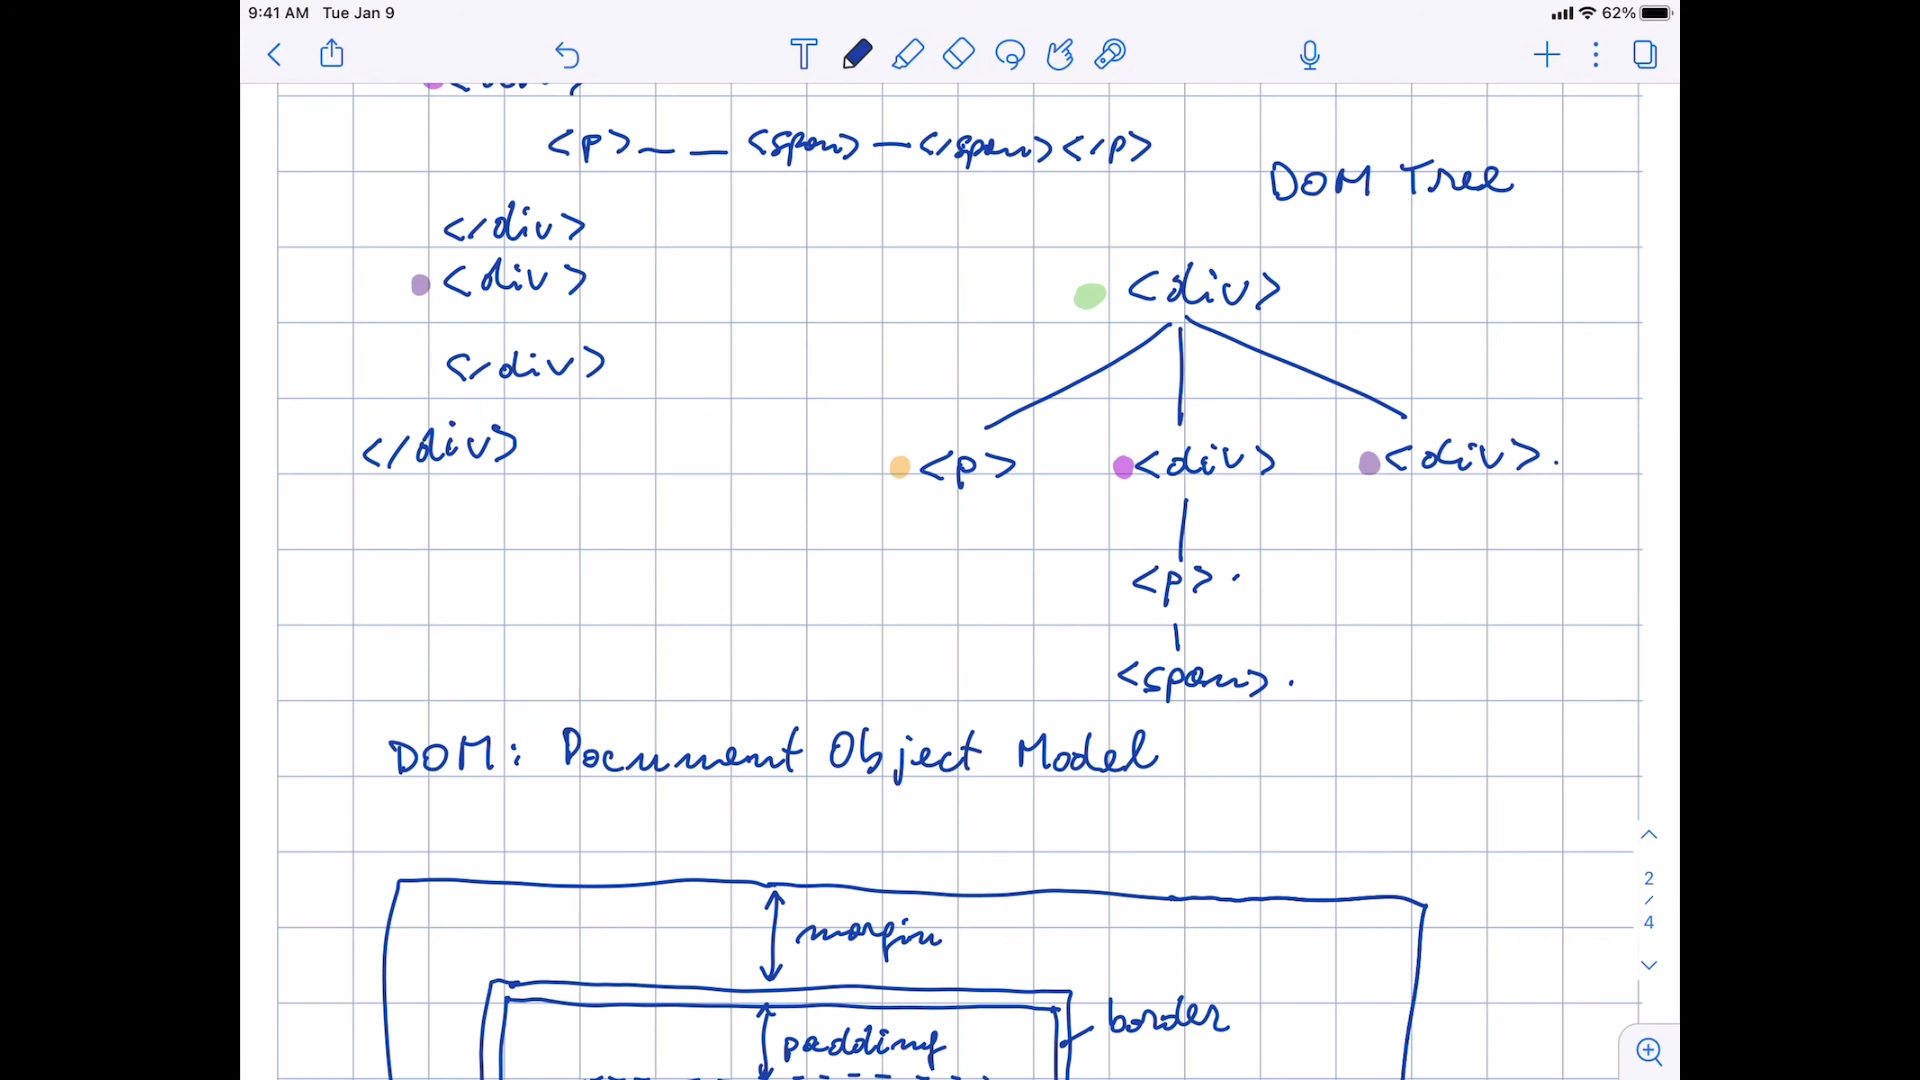 9:41 AM Tue Jan 9
62%
<p>— — <span>—</span></p>
DOM Tree
</div>
<div>
</div>
</div>
<div>
<p> <div> <div>.
<p>.
<span>.
DOM: Document Object Model
2
/
4
margin
border
padding